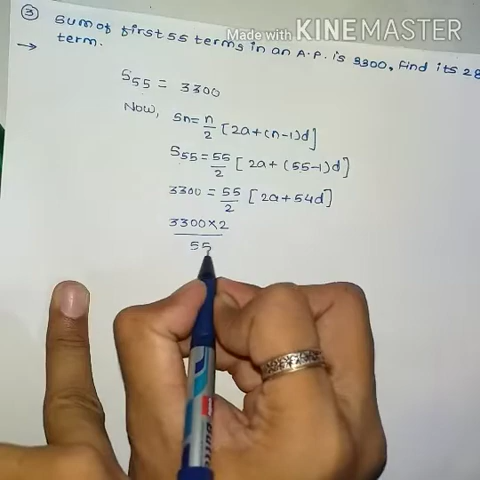 ③ Sum of first 55 terms in an A.P. is 3300, find its 28
→ term.
Made with KINEMASTER
S₅₅ = 3300
Now, Sn = n/2 [2a+(n-1)d]
S₅₅ = 55/2 [2a + (55-1)d]
3300 = 55/2 [2a+54d]
3300×2
55